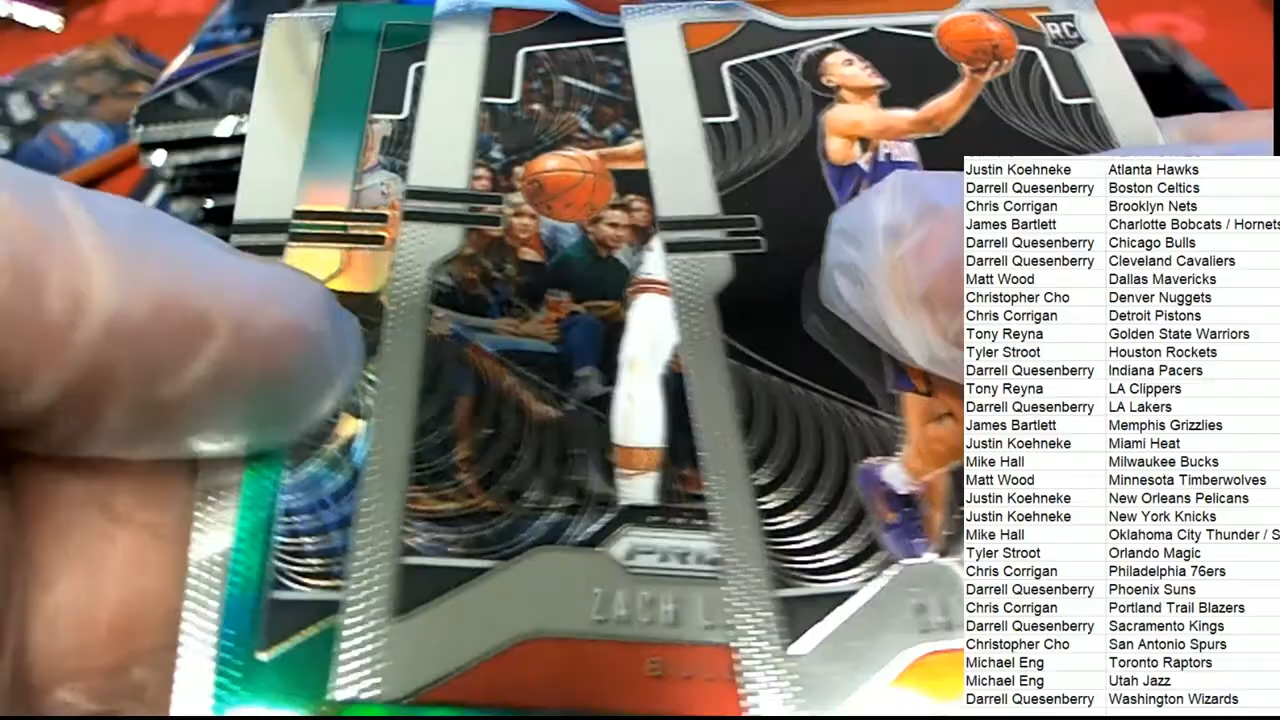 RC
PHO
Justin Koehneke Atlanta Hawks
Darrell Quesenberry Boston Celtics
Chris Corrigan Brooklyn Nets
James Bartlett Charlotte Bobcats / Hornets
Darrell Quesenberry Chicago Bulls
Darrell Quesenberry Cleveland Cavaliers
Matt Wood Dallas Mavericks
Christopher Cho Denver Nuggets
Chris Corrigan Detroit Pistons
Tony Reyna Golden State Warriors
Tyler Stroot Houston Rockets
Darrell Quesenberry Indiana Pacers
Tony Reyna LA Clippers
Darrell Quesenberry LA Lakers
James Bartlett Memphis Grizzlies
Justin Koehneke Miami Heat
Mike Hall Milwaukee Bucks
Matt Wood Minnesota Timberwolves
Justin Koehneke New Orleans Pelicans
Justin Koehneke New York Knicks
Mike Hall Oklahoma City Thunder / S
Tyler Stroot Orlando Magic
Chris Corrigan Philadelphia 76ers
Darrell Quesenberry Phoenix Suns
Chris Corrigan Portland Trail Blazers
Darrell Quesenberry Sacramento Kings
Christopher Cho San Antonio Spurs
Michael Eng Toronto Raptors
Michael Eng Utah Jazz
Darrell Quesenberry Washington Wizards
ZACH L